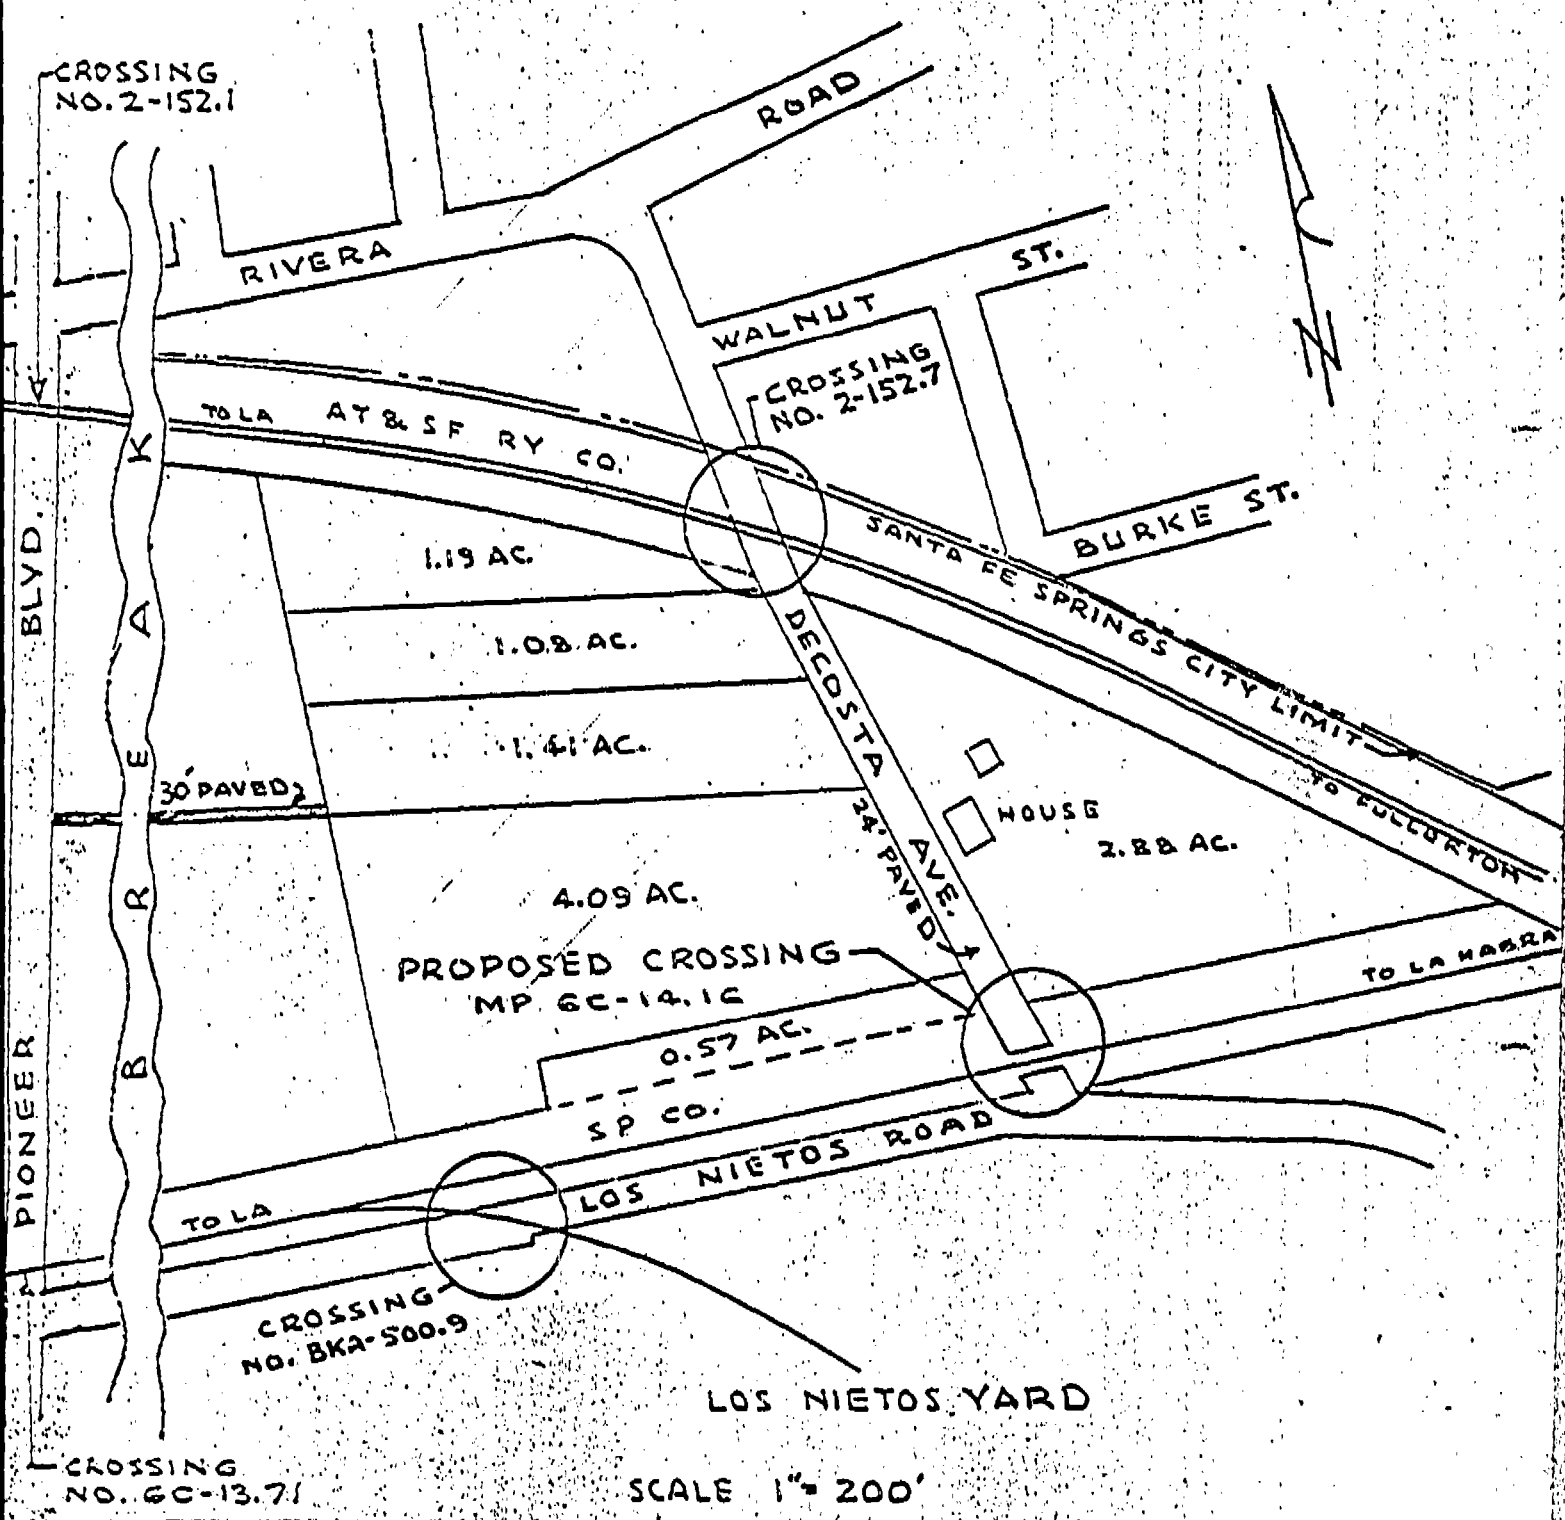 CROSSING
NO. 2-152.1
ROAD
RIVERA
ST.
WALNUT
CROSSING
NO. 2-152.7
N
TO LA
AT & SF RY CO.
BURKE ST.
SANTA FE SPRINGS CITY LIMIT
TO FULLERTON
1.19 AC.
1.08 AC.
1.41 AC.
DECOSTA AVE.
24' PAVED
30' PAVED
HOUSE
2.88 AC.
4.09 AC.
BREAK
PIONEER BLVD.
PROPOSED CROSSING
MP 6C-14.16
0.57 AC.
TO LA HABRA
SP CO.
LOS NIETOS ROAD
TO LA
CROSSING
NO. BKA-500.9
LOS NIETOS YARD
CROSSING
NO. 6C-13.71
SCALE 1"= 200'